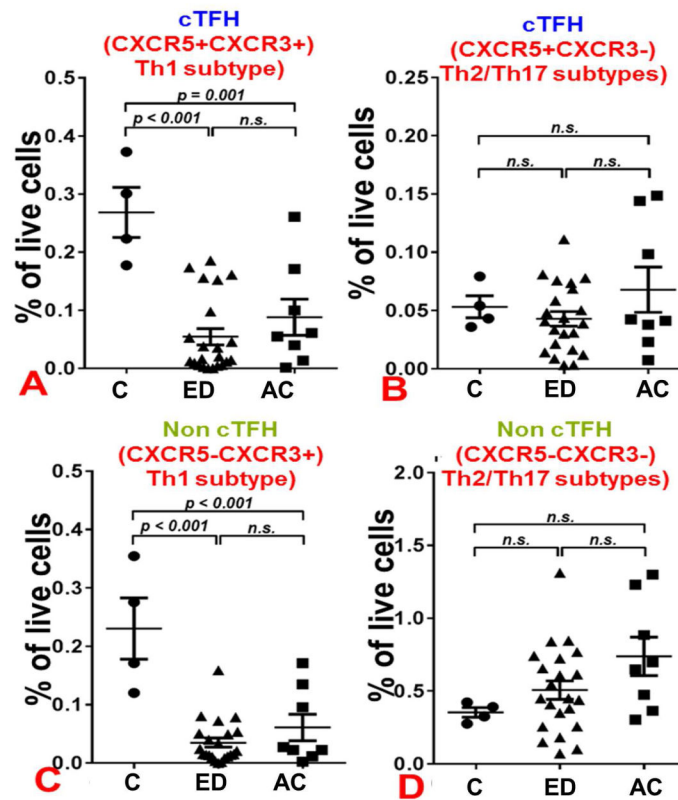 cTFH
(CXCR5+CXCR3+)
Th1 subtype)
p = 0.001
p < 0.001
n.s.
% of live cells
0.5
0.4
0.3
0.2
0.1
0.0
A
C
ED
AC
cTFH
(CXCR5+CXCR3-)
Th2/Th17 subtypes)
n.s.
n.s.
n.s.
% of live cells
0.25
0.20
0.15
0.10
0.05
0.00
B
C
ED
AC
Non cTFH
(CXCR5-CXCR3+)
Th1 subtype)
p < 0.001
p < 0.001
n.s.
% of live cells
0.5
0.4
0.3
0.2
0.1
0.0
C
C
ED
AC
Non cTFH
(CXCR5-CXCR3-)
Th2/Th17 subtypes)
n.s.
n.s.
n.s.
% of live cells
2.0
1.5
1.0
0.5
0.0
D
C
ED
AC